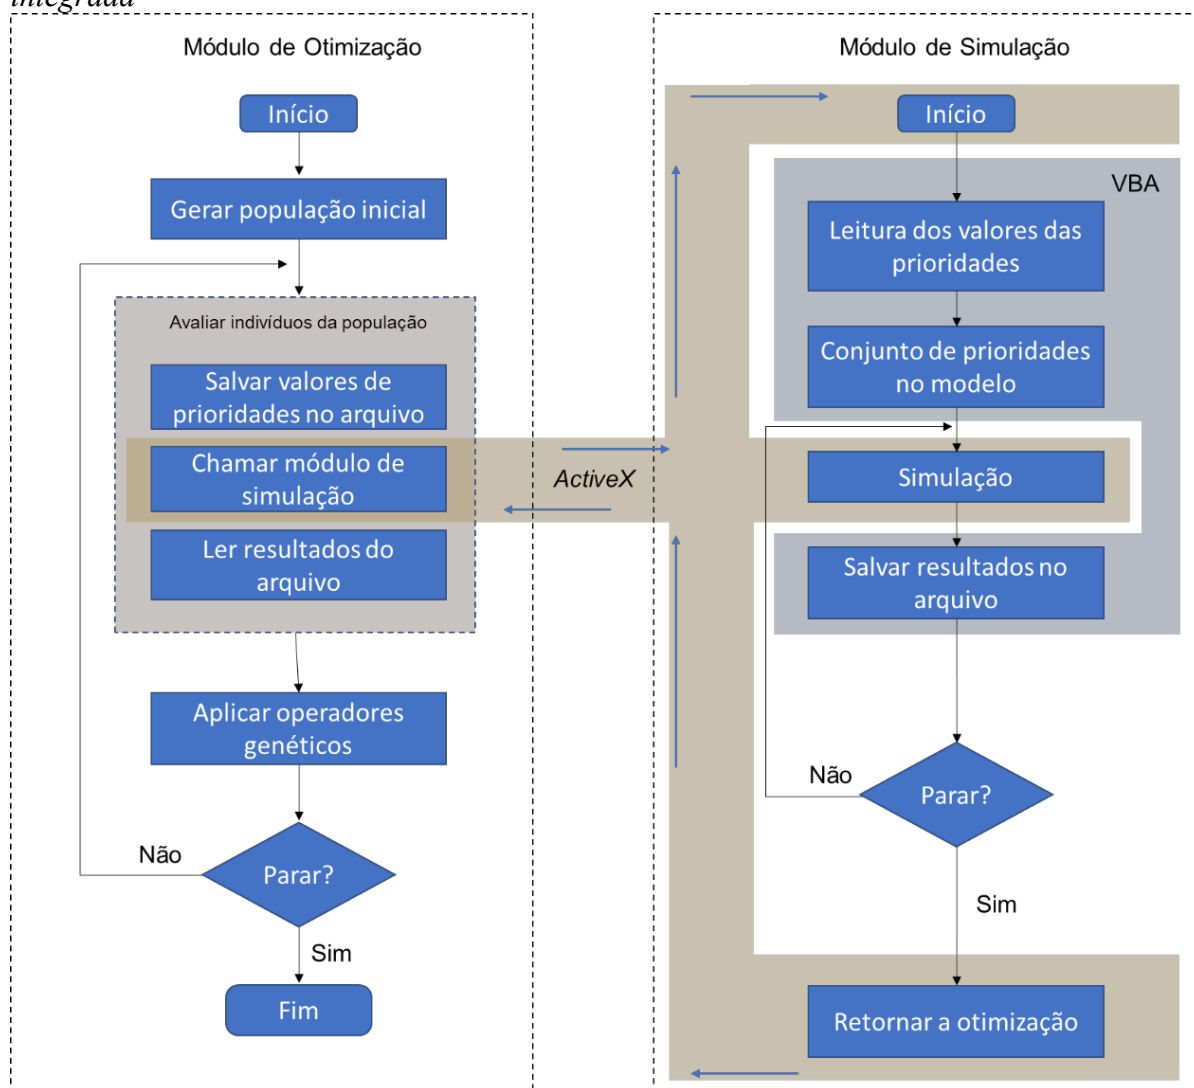 integrada
Módulo de Otimização
Início
Gerar população inicial
Avaliar indivíduos da população
Salvar valores de
prioridades no arquivo
Chamar módulo de
simulação
Ler resultados do
arquivo
Aplicar operadores
genéticos
Parar?
Não
Sim
Fim
ActiveX
Módulo de Simulação
Início
VBA
Leitura dos valores das
prioridades
Conjunto de prioridades
no modelo
Simulação
Salvar resultados no
arquivo
Não
Parar?
Sim
Retornar a otimização